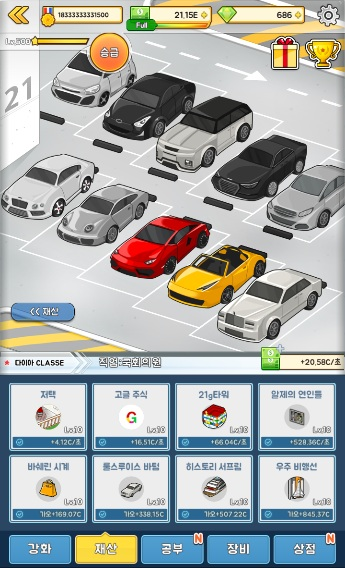 18333333331500
21,15E
686
Full
Lv.500
승급
21
<< 재산
* 다이아 CLASSE
직업:국회의원
+20,58C/초
저택
고글 주식
21g타워
알제의 연인들
Lv.10
Lv.10
Lv.10
Lv.10
+4.12C/초
+16,51C/초
+66.04C/초
+528,36C/초
바쉐린 시계
롤스루이스 바텀
히스토리 서프림
우주 비행선
Lv.10
Lv.10
Lv.10
Lv.10
가오+169.07C
가오+338.15C
가오+507.22C
가오+845.37C
강화
재산
공부
N
장비
상점
N